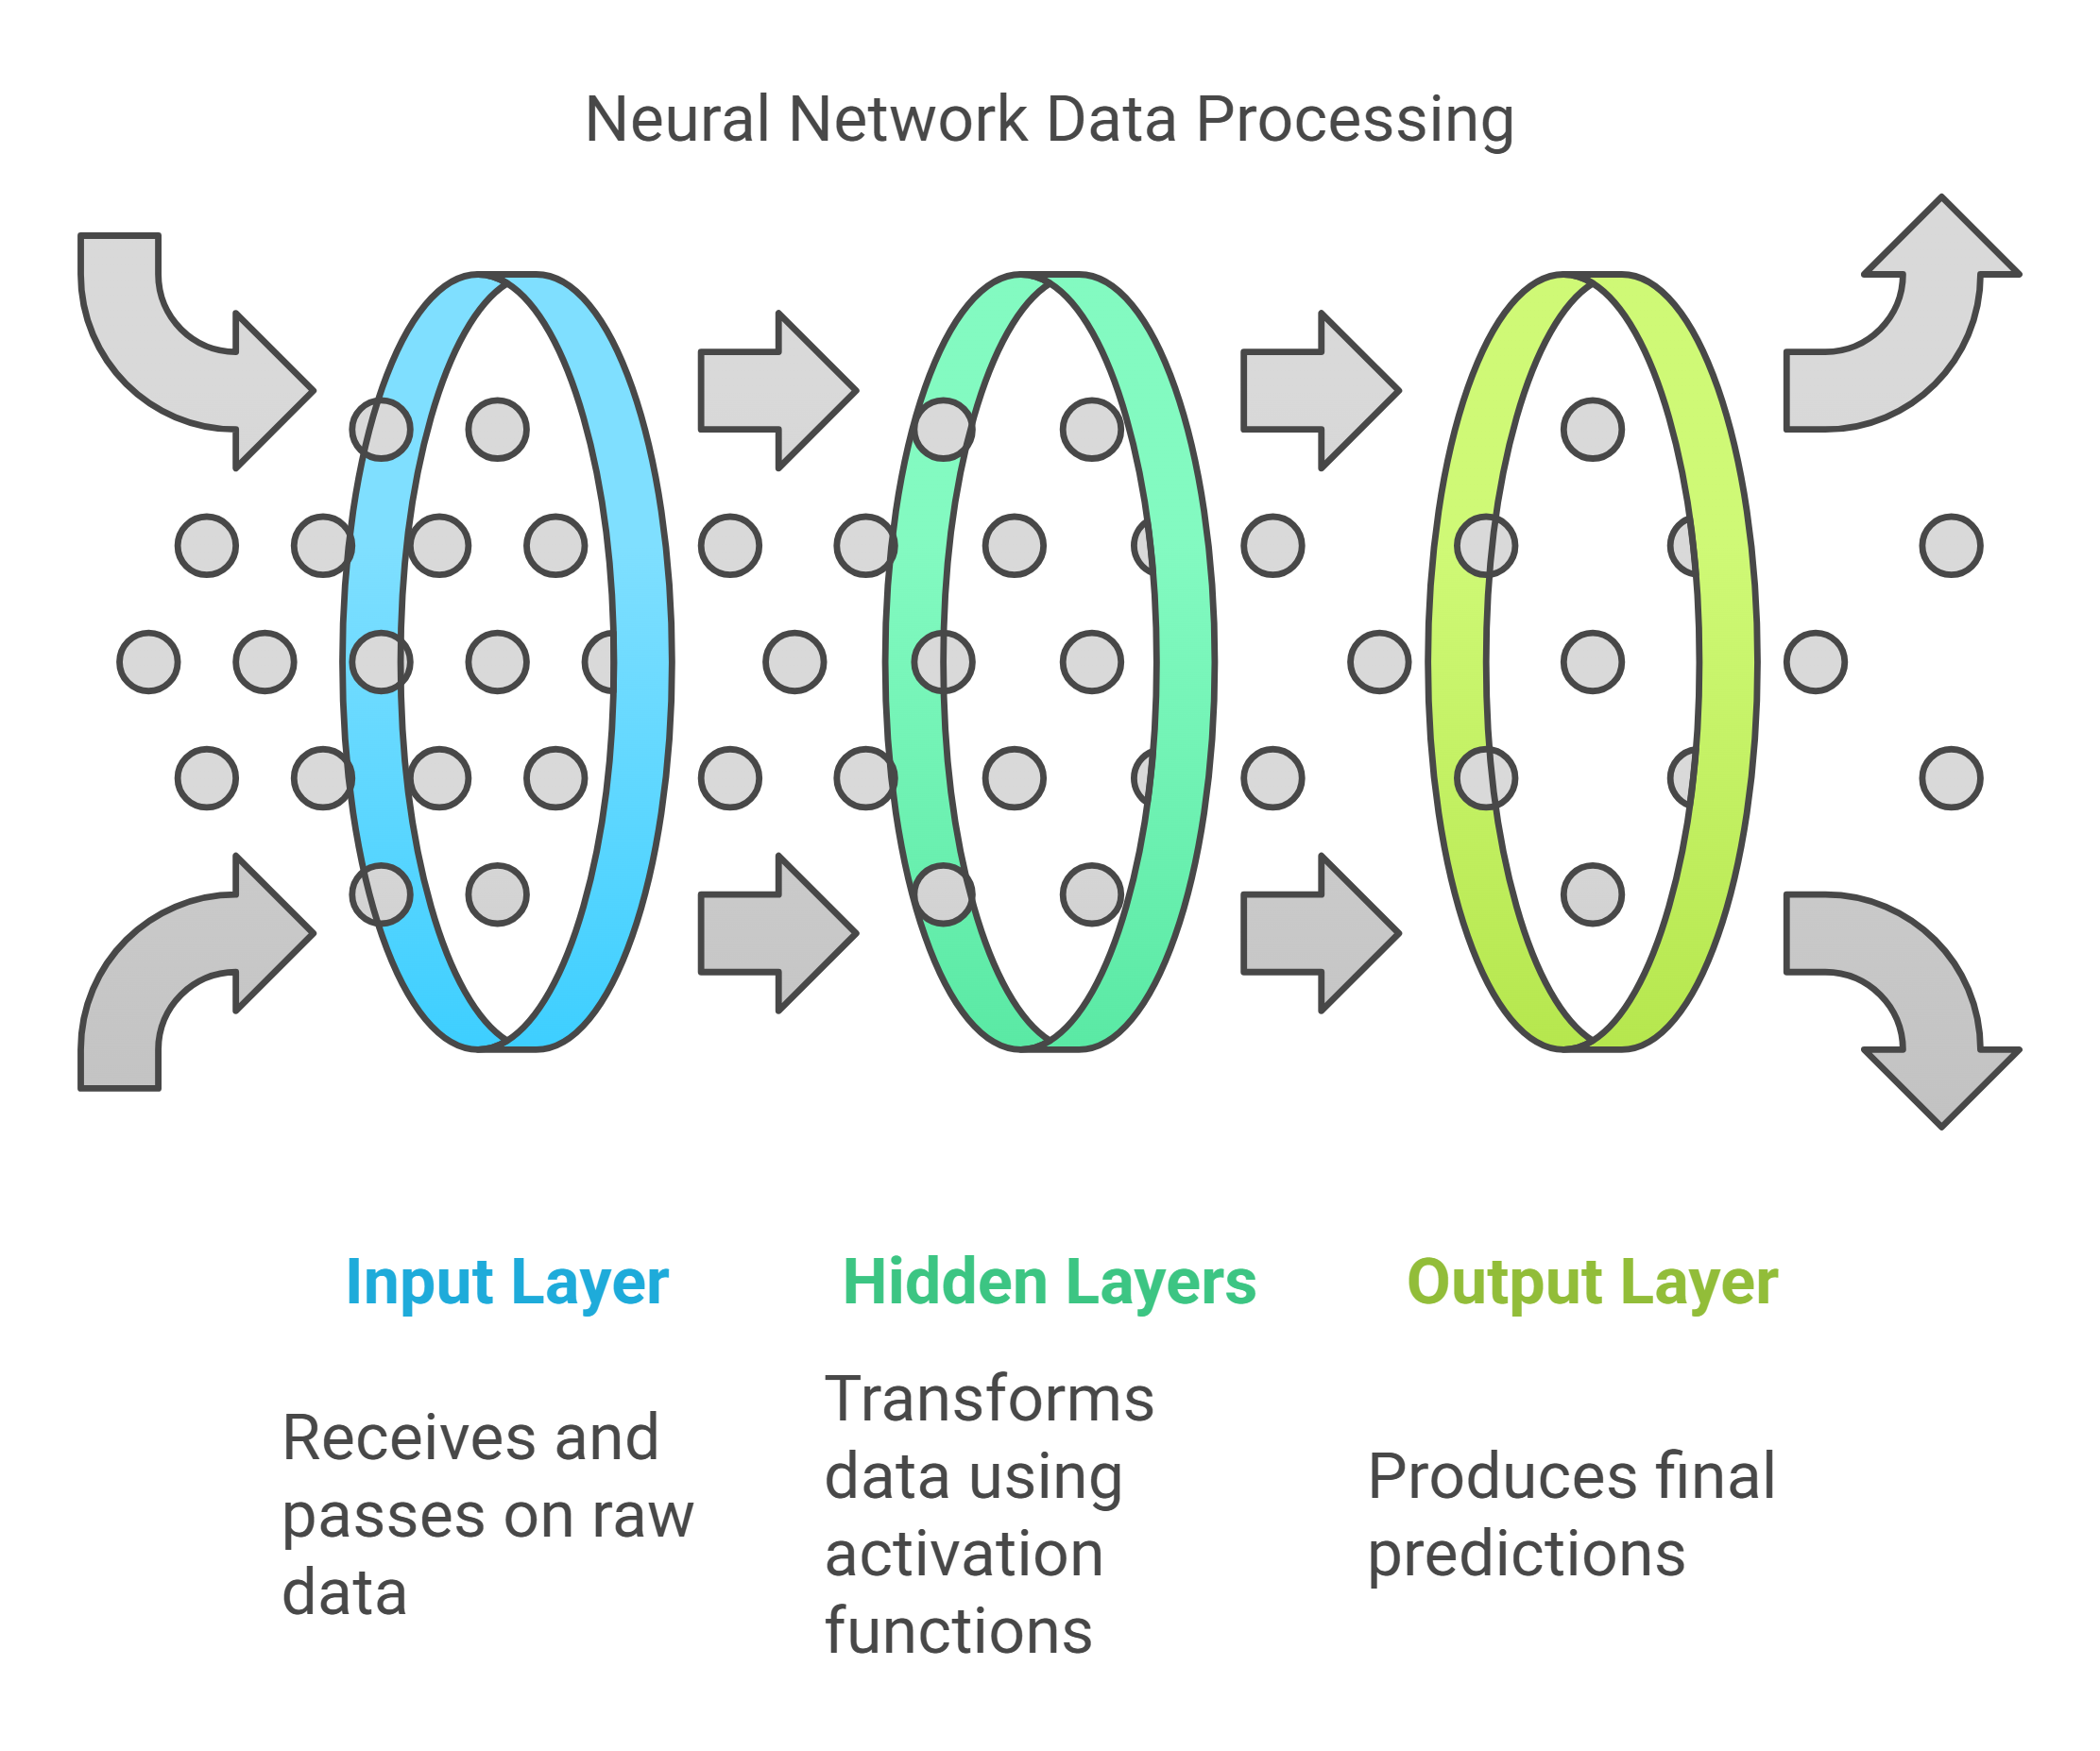 Neural Network Data Processing
Input Layer
Receives and
passes on raw
data
Hidden Layers
Transforms
data using
activation
functions
Output Layer
Produces final
predictions